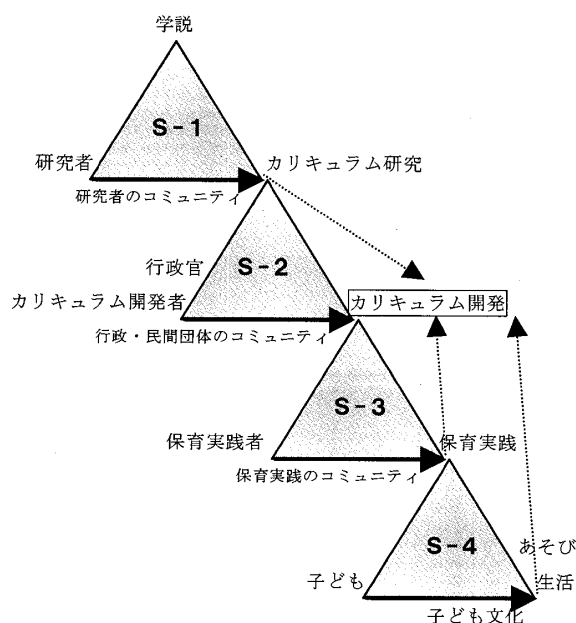 学説
S-1
研究者
カリキュラム研究
研究者のコミュニティ
行政官
S-2
カリキュラム開発者
カリキュラム開発
行政・民間団体のコミュニティ
S-3
保育実践者
保育実践
保育実践のコミュニティ
S-4
あそび
子ども
生活
子ども文化